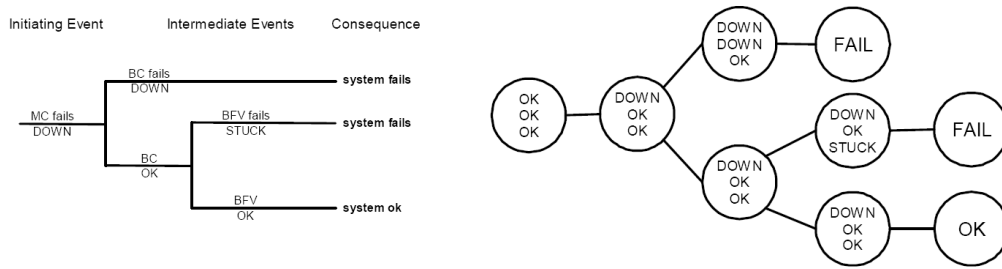 Initiating Event
Intermediate Events
Consequence
BC fails
DOWN
system fails
MC fails
DOWN
BFV fails
STUCK
system fails
BC
OK
BFV
OK
system ok
OK
OK
OK
DOWN
OK
OK
DOWN
DOWN
OK
FAIL
DOWN
OK
OK
DOWN
OK
STUCK
FAIL
DOWN
OK
OK
OK